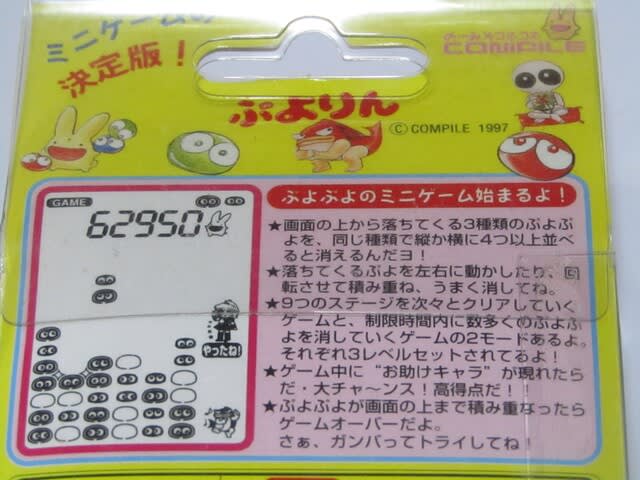 ミニゲームの
決定版！
COMPILE
ぷよりん
© COMPILE 1997
GAME
62950
やったね!
ぷよぷよのミニゲーム始まるよ！
★画面の上から落ちてくる3種類のぷよぷ
よを、同じ種類で縦か横に4つ以上並べ
ると消えるんだヨ！
★落ちてくるぷよを左右に動かしたり、回
転させて積み重ね、うまく消してね。
★9つのステージを次々とクリアしていく
ゲームと、制限時間内に数多くのぷよぷ
よを消していくゲームの2モードあるよ。
それぞれ3レベルセットされてるよ！
★ゲーム中に“お助けキャラ”が現れたら
だ・大チャ〜ンス！高得点だ！！
★ぷよぷよが画面の上まで積み重なったら
ゲームオーバーだよ。
さぁ、ガンバってトライしてね！